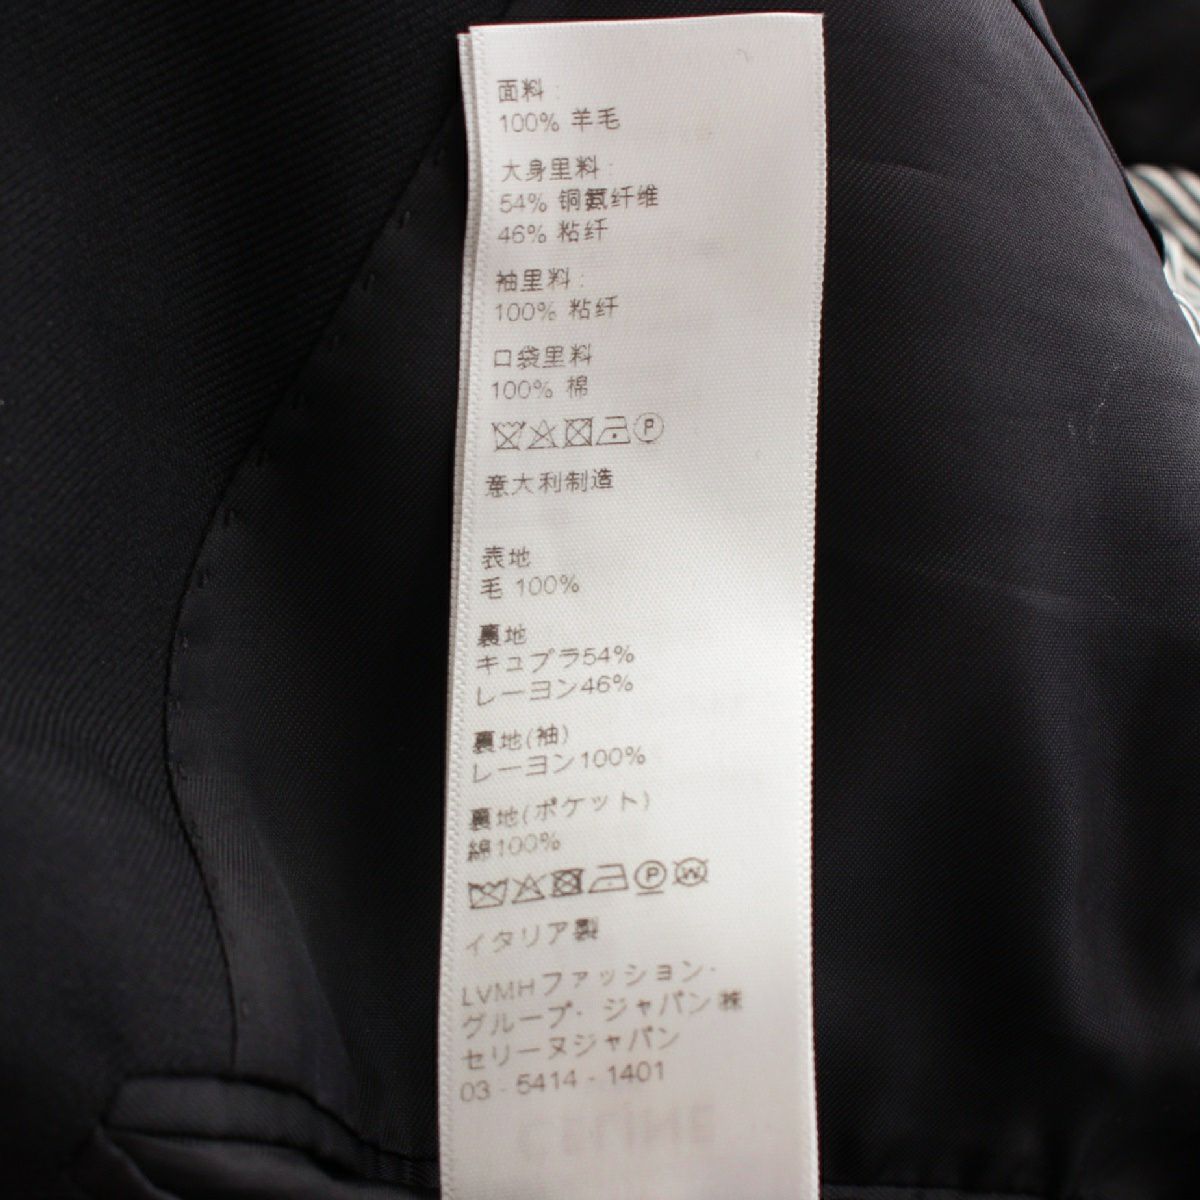 面料 :
100% 羊毛
大身里料 :
54% 铜氨纤维
46% 粘纤
袖里料 :
100% 粘纤
口袋里料
100% 棉
P
意大利制造
表地
毛 100%
裏地
キュプラ54%
レーヨン46%
裏地(袖)
レーヨン100%
裏地(ポケット)
綿100%
P W
イタリア製
LVMHファッション・
グループ・ジャパン㈱
セリーヌジャパン
03 - 5414 - 1401
CELINE